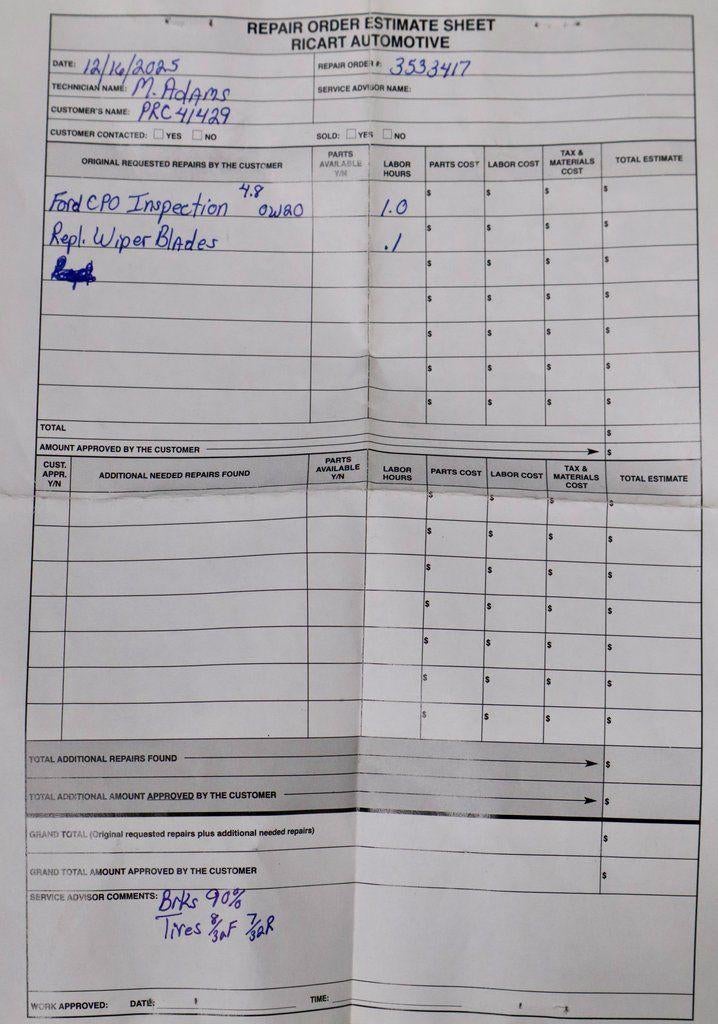 REPAIR ORDER ESTIMATE SHEET
RICART AUTOMOTIVE
DATE: 12/16/2025 REPAIR ORDER #: 3533417
TECHNICIAN NAME: M. Adams SERVICE ADVISOR NAME:
CUSTOMER'S NAME: PRC 41429
CUSTOMER CONTACTED: YES NO SOLD: YES NO
ORIGINAL REQUESTED REPAIRS BY THE CUSTOMER PARTS AVAILABLE Y/N LABOR HOURS PARTS COST LABOR COST TAX & MATERIALS COST TOTAL ESTIMATE
Ford CPO Inspection 4.8 0W20 1.0 $ $ $ $
Repl. Wiper Blades .1 $ $ $ $
$ $ $ $
$ $ $ $
$ $ $ $
$ $ $ $
$ $ $ $
TOTAL $
AMOUNT APPROVED BY THE CUSTOMER $
CUST. APPR. Y/N ADDITIONAL NEEDED REPAIRS FOUND PARTS AVAILABLE Y/N LABOR HOURS PARTS COST LABOR COST TAX & MATERIALS COST TOTAL ESTIMATE
$ $ $ $
$ $ $ $
$ $ $ $
$ $ $ $
$ $ $ $
$ $ $ $
$ $ $ $
TOTAL ADDITIONAL REPAIRS FOUND $
TOTAL ADDITIONAL AMOUNT APPROVED BY THE CUSTOMER $
GRAND TOTAL (Original requested repairs plus additional needed repairs) $
GRAND TOTAL AMOUNT APPROVED BY THE CUSTOMER $
SERVICE ADVISOR COMMENTS: Brks 90%
Tires 8/32F 7/32R
WORK APPROVED: DATE: TIME: